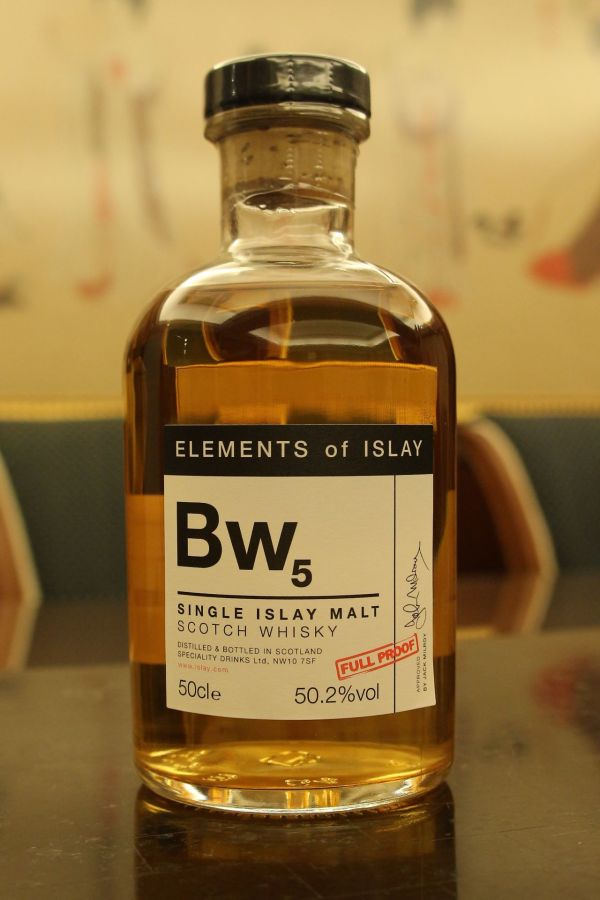 ELEMENTS of ISLAY
Bw5
SINGLE ISLAY MALT
SCOTCH WHISKY
DISTILLED & BOTTLED IN SCOTLAND
SPECIALITY DRINKS Ltd, NW10 7SF
www.islay.com
FULL PROOF
50cl e
50.2%vol
APPROVED
BY JACK MILROY